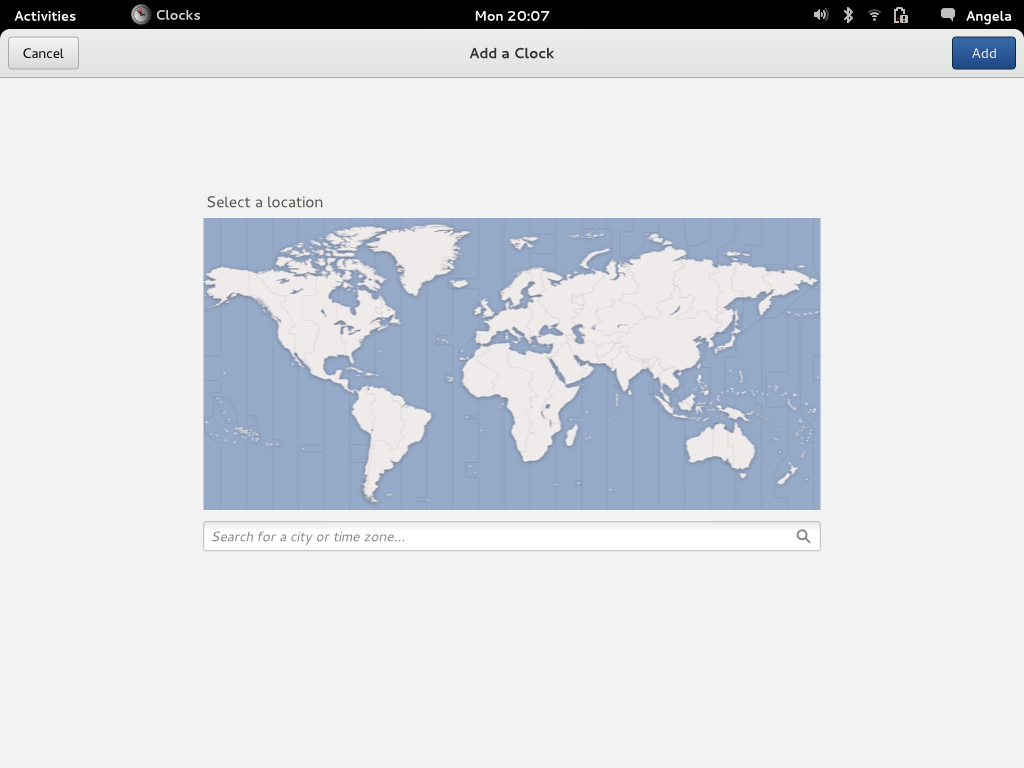 Activities Clocks Mon 20:07 Angela
Cancel Add a Clock Add
Select a location
Search for a city or time zone...